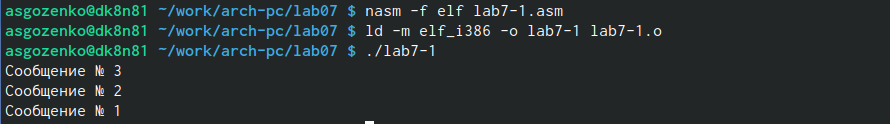 asgozenko@dk8n81 ~/work/arch-pc/lab07 $ nasm -f elf lab7-1.asm
asgozenko@dk8n81 ~/work/arch-pc/lab07 $ ld -m elf_i386 -o lab7-1 lab7-1.o
asgozenko@dk8n81 ~/work/arch-pc/lab07 $ ./lab7-1
Сообщение № 3
Сообщение № 2
Сообщение № 1